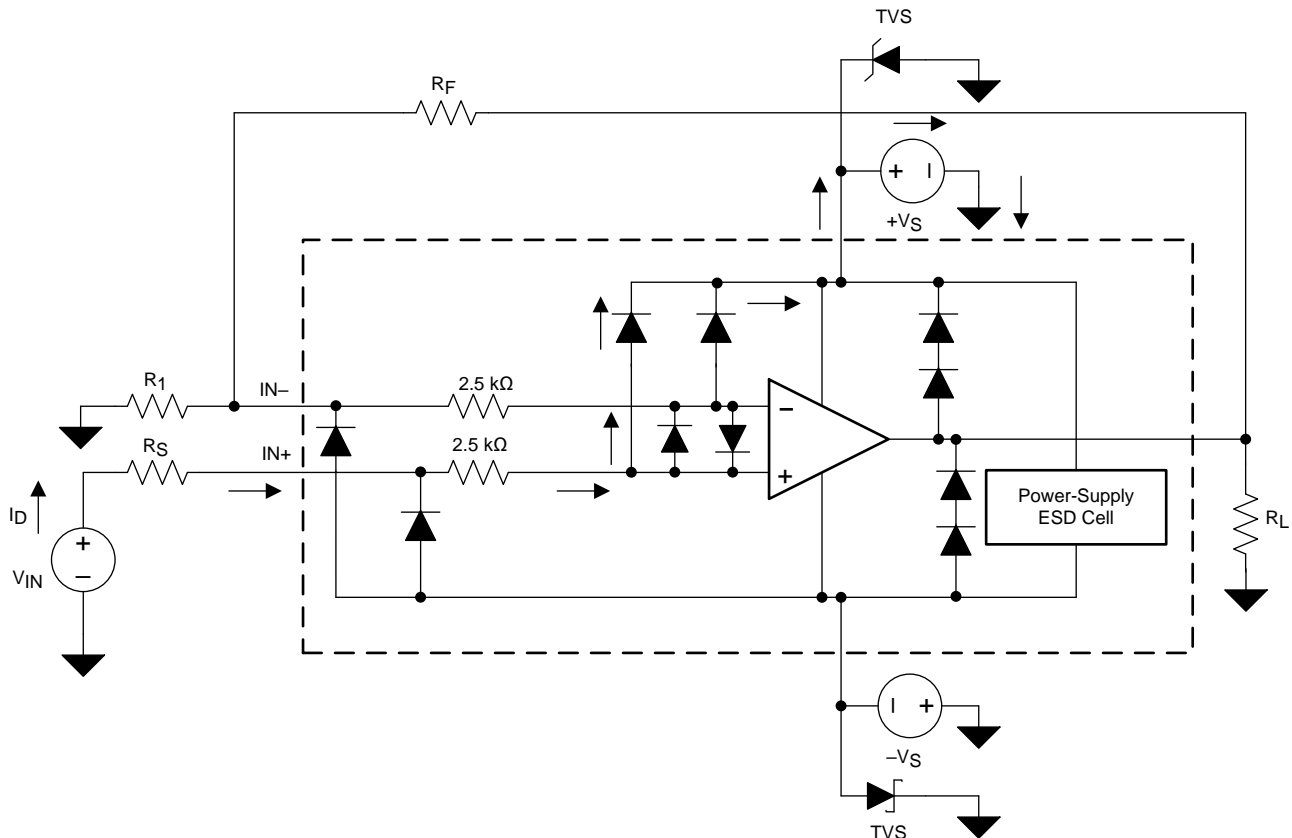 TVS
RF
+ –
+VS
R1
IN–
2.5 kΩ
RS
IN+
2.5 kΩ
–
+
ID
+
–
VIN
Power-Supply
ESD Cell
RL
– +
–VS
TVS